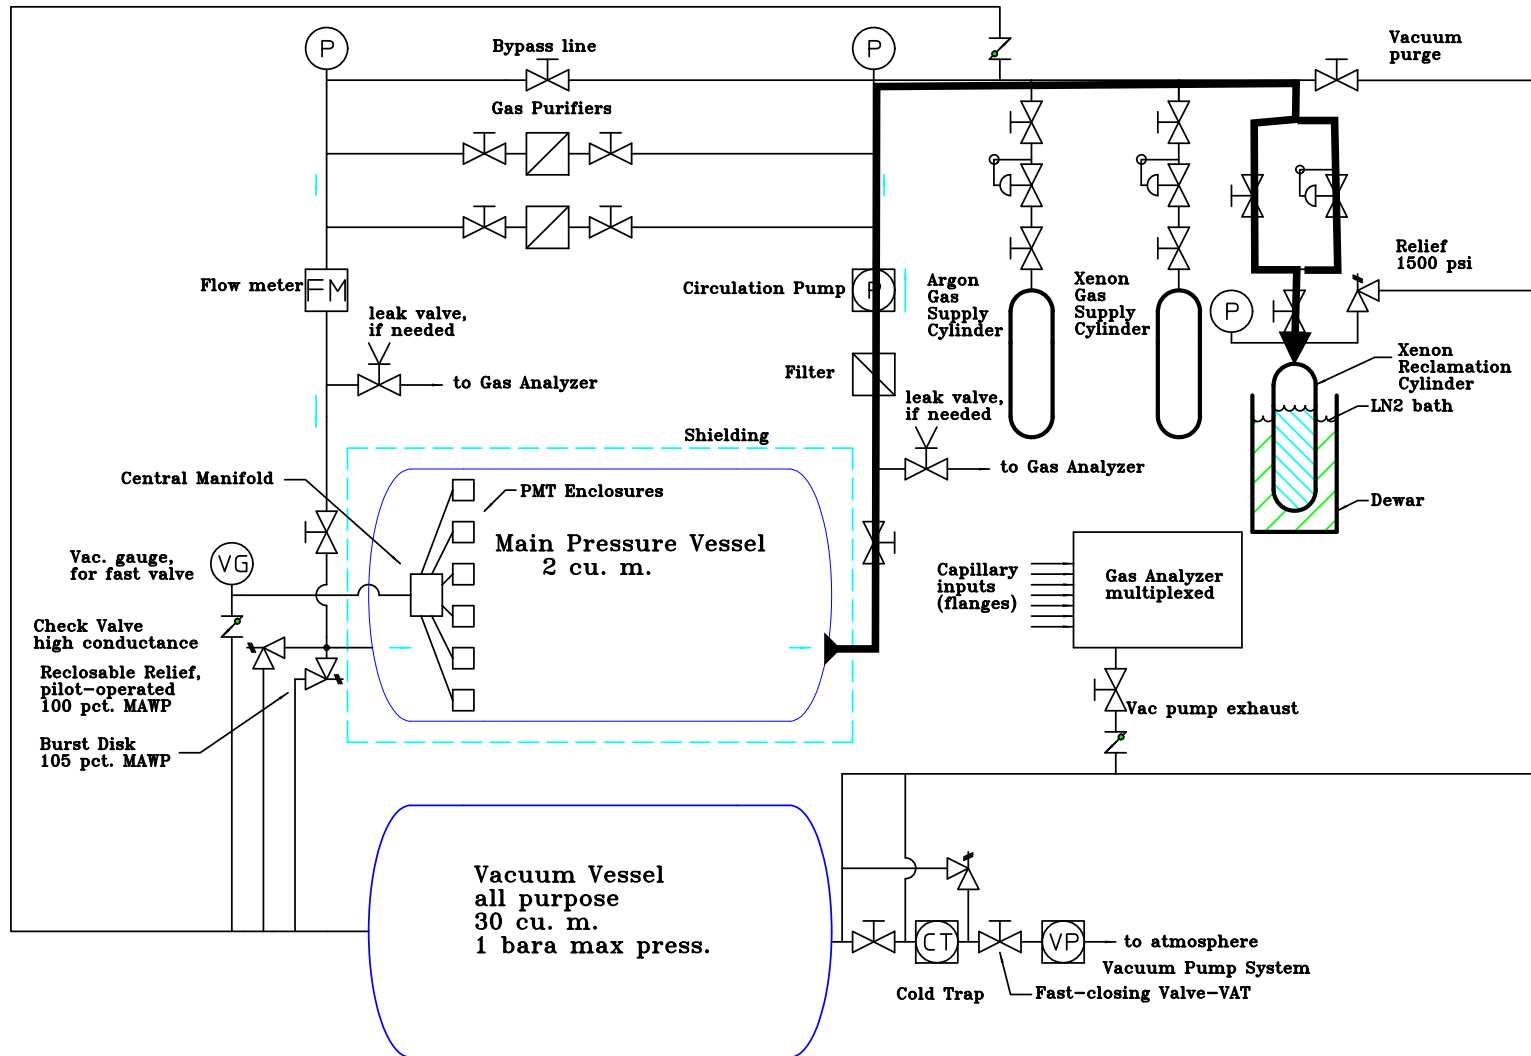 P
Bypass line
P
Vacuum
purge
Gas Purifiers
Flow meter
FM
Circulation Pump
P
Argon
Gas
Supply
Cylinder
Xenon
Gas
Supply
Cylinder
Relief
1500 psi
P
leak valve,
if needed
to Gas Analyzer
Filter
leak valve,
if needed
to Gas Analyzer
Xenon
Reclamation
Cylinder
LN2 bath
Dewar
Shielding
Central Manifold
PMT Enclosures
Main Pressure Vessel
2 cu. m.
Vac. gauge,
for fast valve
VG
Capillary
inputs
(flanges)
Gas Analyzer
multiplexed
Check Valve
high conductance
Reclosable Relief,
pilot-operated
100 pct. MAWP
Vac pump exhaust
Burst Disk
105 pct. MAWP
Vacuum Vessel
all purpose
30 cu. m.
1 bara max press.
CT
VP
to atmosphere
Vacuum Pump System
Cold Trap
Fast-closing Valve-VAT